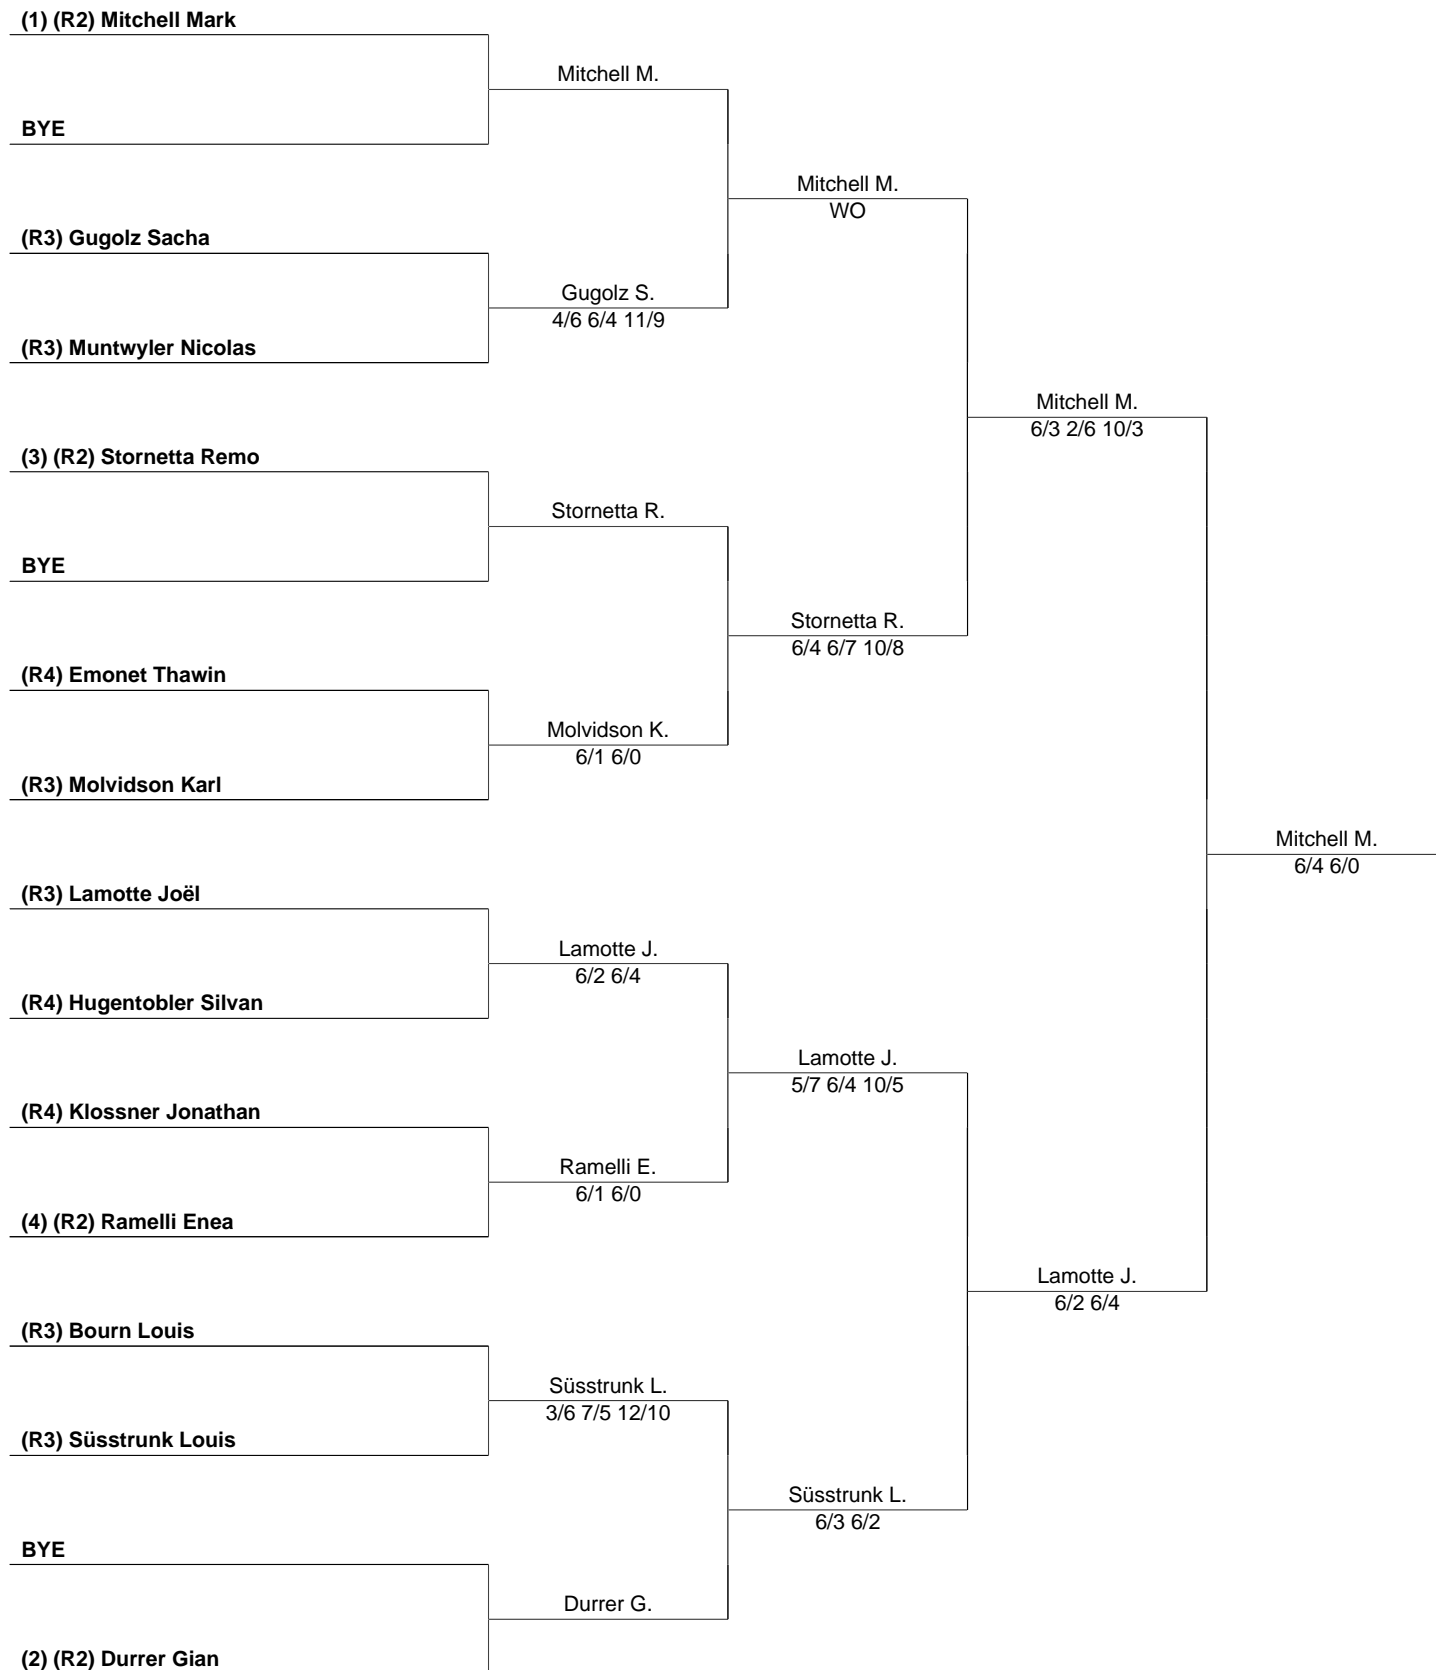 (1) (R2) Mitchell Mark
Mitchell M.
BYE
Mitchell M.
WO
(R3) Gugolz Sacha
Gugolz S.
4/6 6/4 11/9
(R3) Muntwyler Nicolas
Mitchell M.
6/3 2/6 10/3
(3) (R2) Stornetta Remo
Stornetta R.
BYE
Stornetta R.
6/4 6/7 10/8
(R4) Emonet Thawin
Molvidson K.
6/1 6/0
(R3) Molvidson Karl
Mitchell M.
6/4 6/0
(R3) Lamotte Joël
Lamotte J.
6/2 6/4
(R4) Hugentobler Silvan
Lamotte J.
5/7 6/4 10/5
(R4) Klossner Jonathan
Ramelli E.
6/1 6/0
(4) (R2) Ramelli Enea
Lamotte J.
6/2 6/4
(R3) Bourn Louis
Süsstrunk L.
3/6 7/5 12/10
(R3) Süsstrunk Louis
Süsstrunk L.
6/3 6/2
BYE
Durrer G.
(2) (R2) Durrer Gian